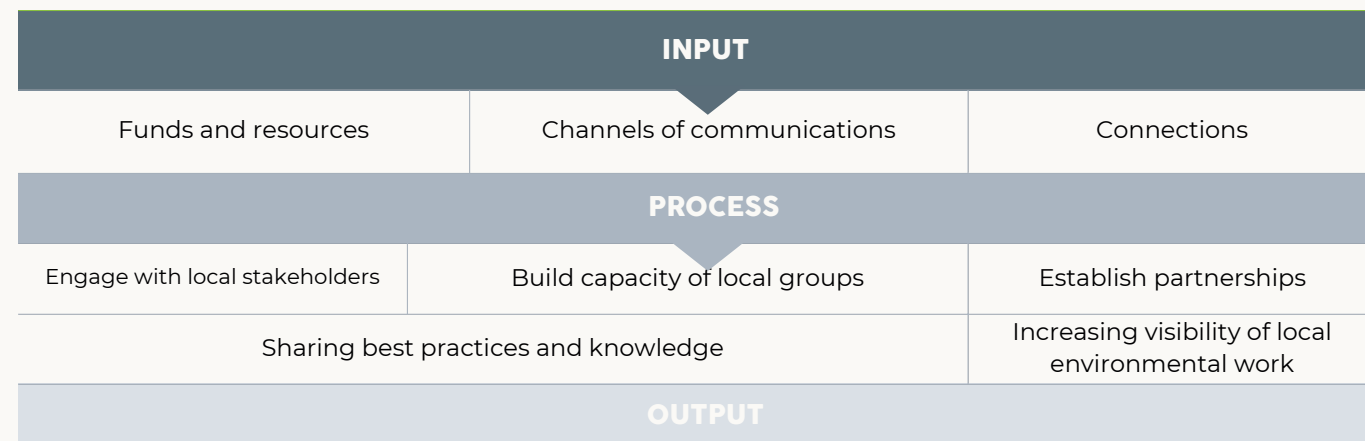 INPUT
Funds and resources
Channels of communications
Connections
PROCESS
Engage with local stakeholders
Build capacity of local groups
Establish partnerships
Sharing best practices and knowledge
Increasing visibility of local
environmental work
OUTPUT